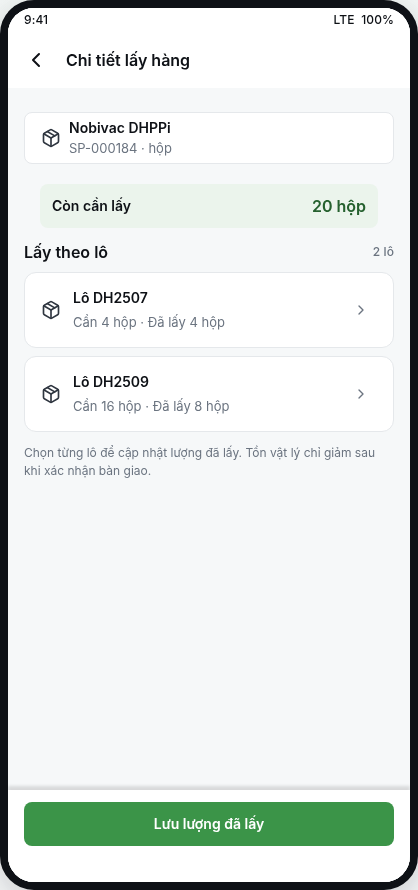 9:41
LTE 100%
Chi tiết lấy hàng
Nobivac DHPPi
SP-000184 · hộp
Còn cần lấy
20 hộp
Lấy theo lô
2 lô
Lô DH2507
Cần 4 hộp · Đã lấy 4 hộp
Lô DH2509
Cần 16 hộp · Đã lấy 8 hộp
Chọn từng lô để cập nhật lượng đã lấy. Tồn vật lý chỉ giảm sau
khi xác nhận bàn giao.
Lưu lượng đã lấy